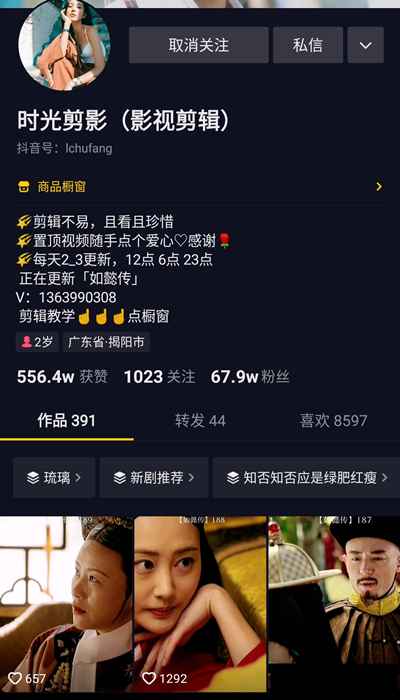 取消关注
私信
时光剪影（影视剪辑）
抖音号：lchufang
商品橱窗
剪辑不易，且看且珍惜
置顶视频随手点个爱心♡感谢🌹
每天2_3更新，12点 6点 23点
正在更新「如懿传」
V：1363990308
剪辑教学☝☝☝点橱窗
2岁 广东省·揭阳市
556.4w 获赞 1023 关注 67.9w 粉丝
作品 391 转发 44 喜欢 8597
琉璃 新剧推荐 知否知否应是绿肥红瘦
【如懿传】188 【如懿传】187
657 1292